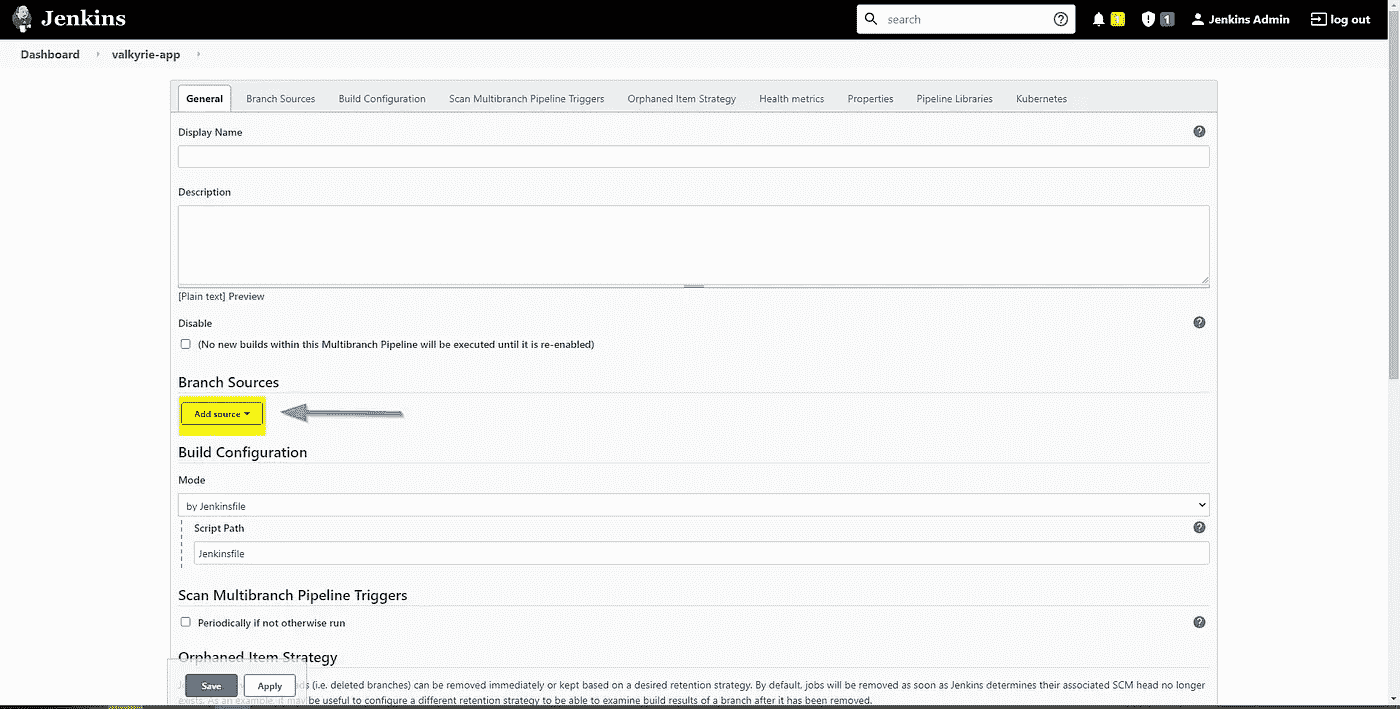 Jenkins
search
1
Jenkins Admin
log out
Dashboard
valkyrie-app
General
Branch Sources
Build Configuration
Scan Multibranch Pipeline Triggers
Orphaned Item Strategy
Health metrics
Properties
Pipeline Libraries
Kubernetes
Display Name
Description
[Plain text] Preview
Disable
(No new builds within this Multibranch Pipeline will be executed until it is re-enabled)
Branch Sources
Add source
Build Configuration
Mode
by Jenkinsfile
Script Path
Jenkinsfile
Scan Multibranch Pipeline Triggers
Periodically if not otherwise run
Orphaned Item Strategy
Save
Apply
(i.e. deleted branches) can be removed immediately or kept based on a desired retention strategy. By default, jobs will be removed as soon as Jenkins determines their associated SCM head no longer
exists. As an example, it may be useful to configure a different retention strategy to be able to examine build results of a branch after it has been removed.